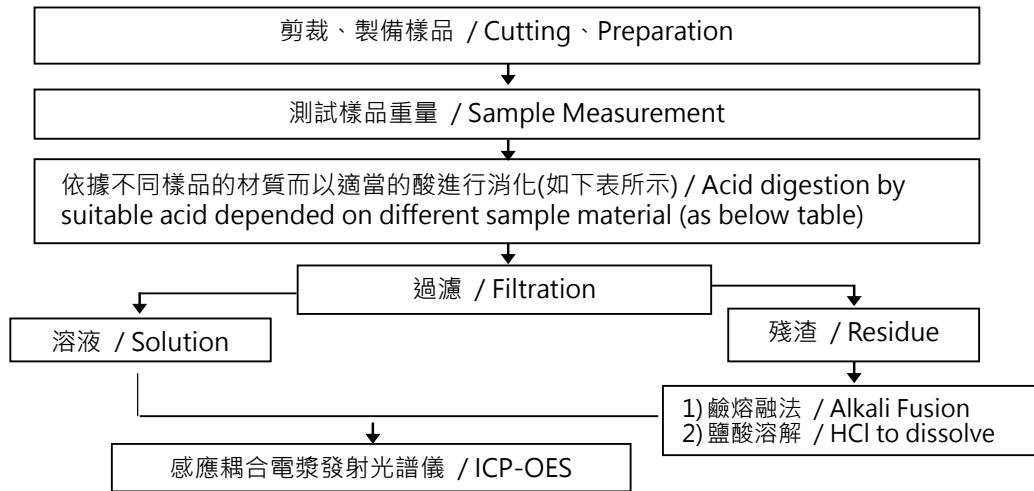 剪裁、製備樣品 / Cutting、Preparation
測試樣品重量 / Sample Measurement
依據不同樣品的材質而以適當的酸進行消化(如下表所示) / Acid digestion by
suitable acid depended on different sample material (as below table)
過濾 / Filtration
溶液 / Solution
殘渣 / Residue
1) 鹼熔融法 / Alkali Fusion
2) 鹽酸溶解 / HCl to dissolve
感應耦合電漿發射光譜儀 / ICP-OES